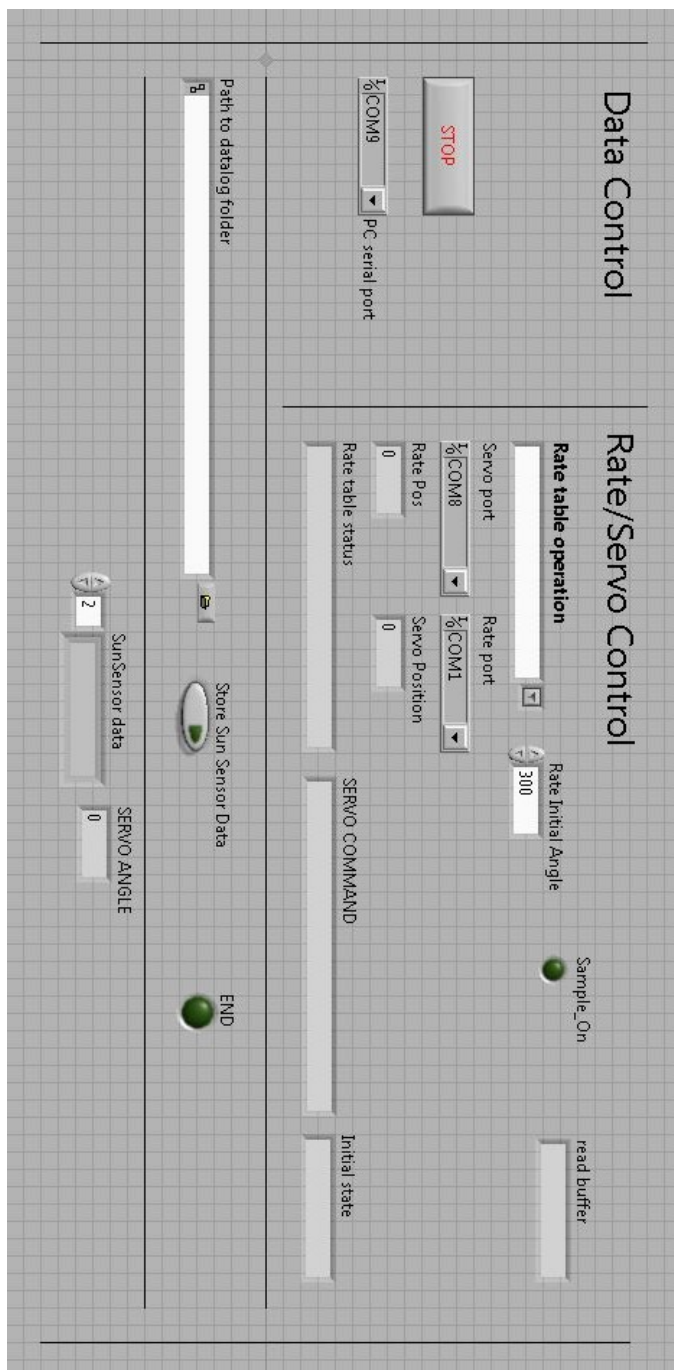 Data Control
STOP
COM9
PC serial port
Rate/Servo Control
Rate table operation
Rate Initial Angle
300
Sample_On
read buffer
Servo port
COM8
Rate port
COM1
Rate Pos
0
Servo Position
0
Rate table status
SERVO COMMAND
Initial state
Path to datalog folder
Store Sun Sensor Data
END
2
SunSensor data
SERVO ANGLE
0